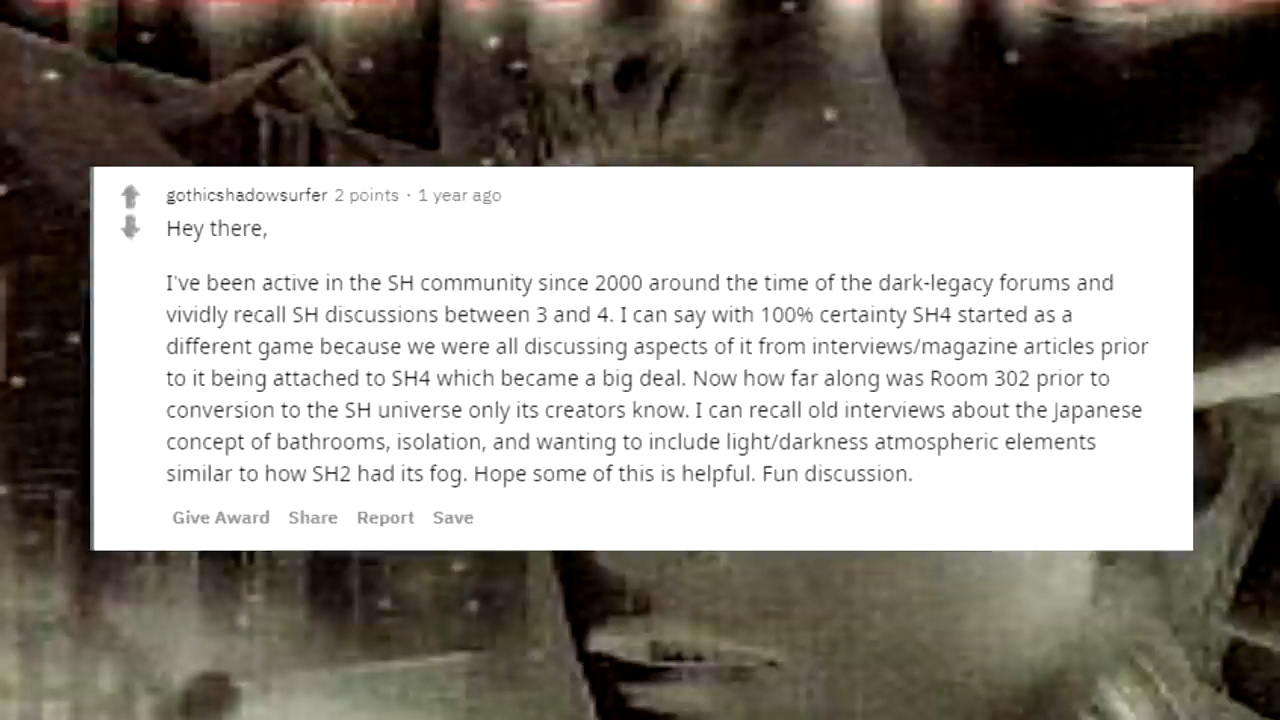 gothicshadowsurfer 2 points · 1 year ago
Hey there,
I've been active in the SH community since 2000 around the time of the dark-legacy forums and
vividly recall SH discussions between 3 and 4. I can say with 100% certainty SH4 started as a
different game because we were all discussing aspects of it from interviews/magazine articles prior
to it being attached to SH4 which became a big deal. Now how far along was Room 302 prior to
conversion to the SH universe only its creators know. I can recall old interviews about the Japanese
concept of bathrooms, isolation, and wanting to include light/darkness atmospheric elements
similar to how SH2 had its fog. Hope some of this is helpful. Fun discussion.
Give Award Share Report Save